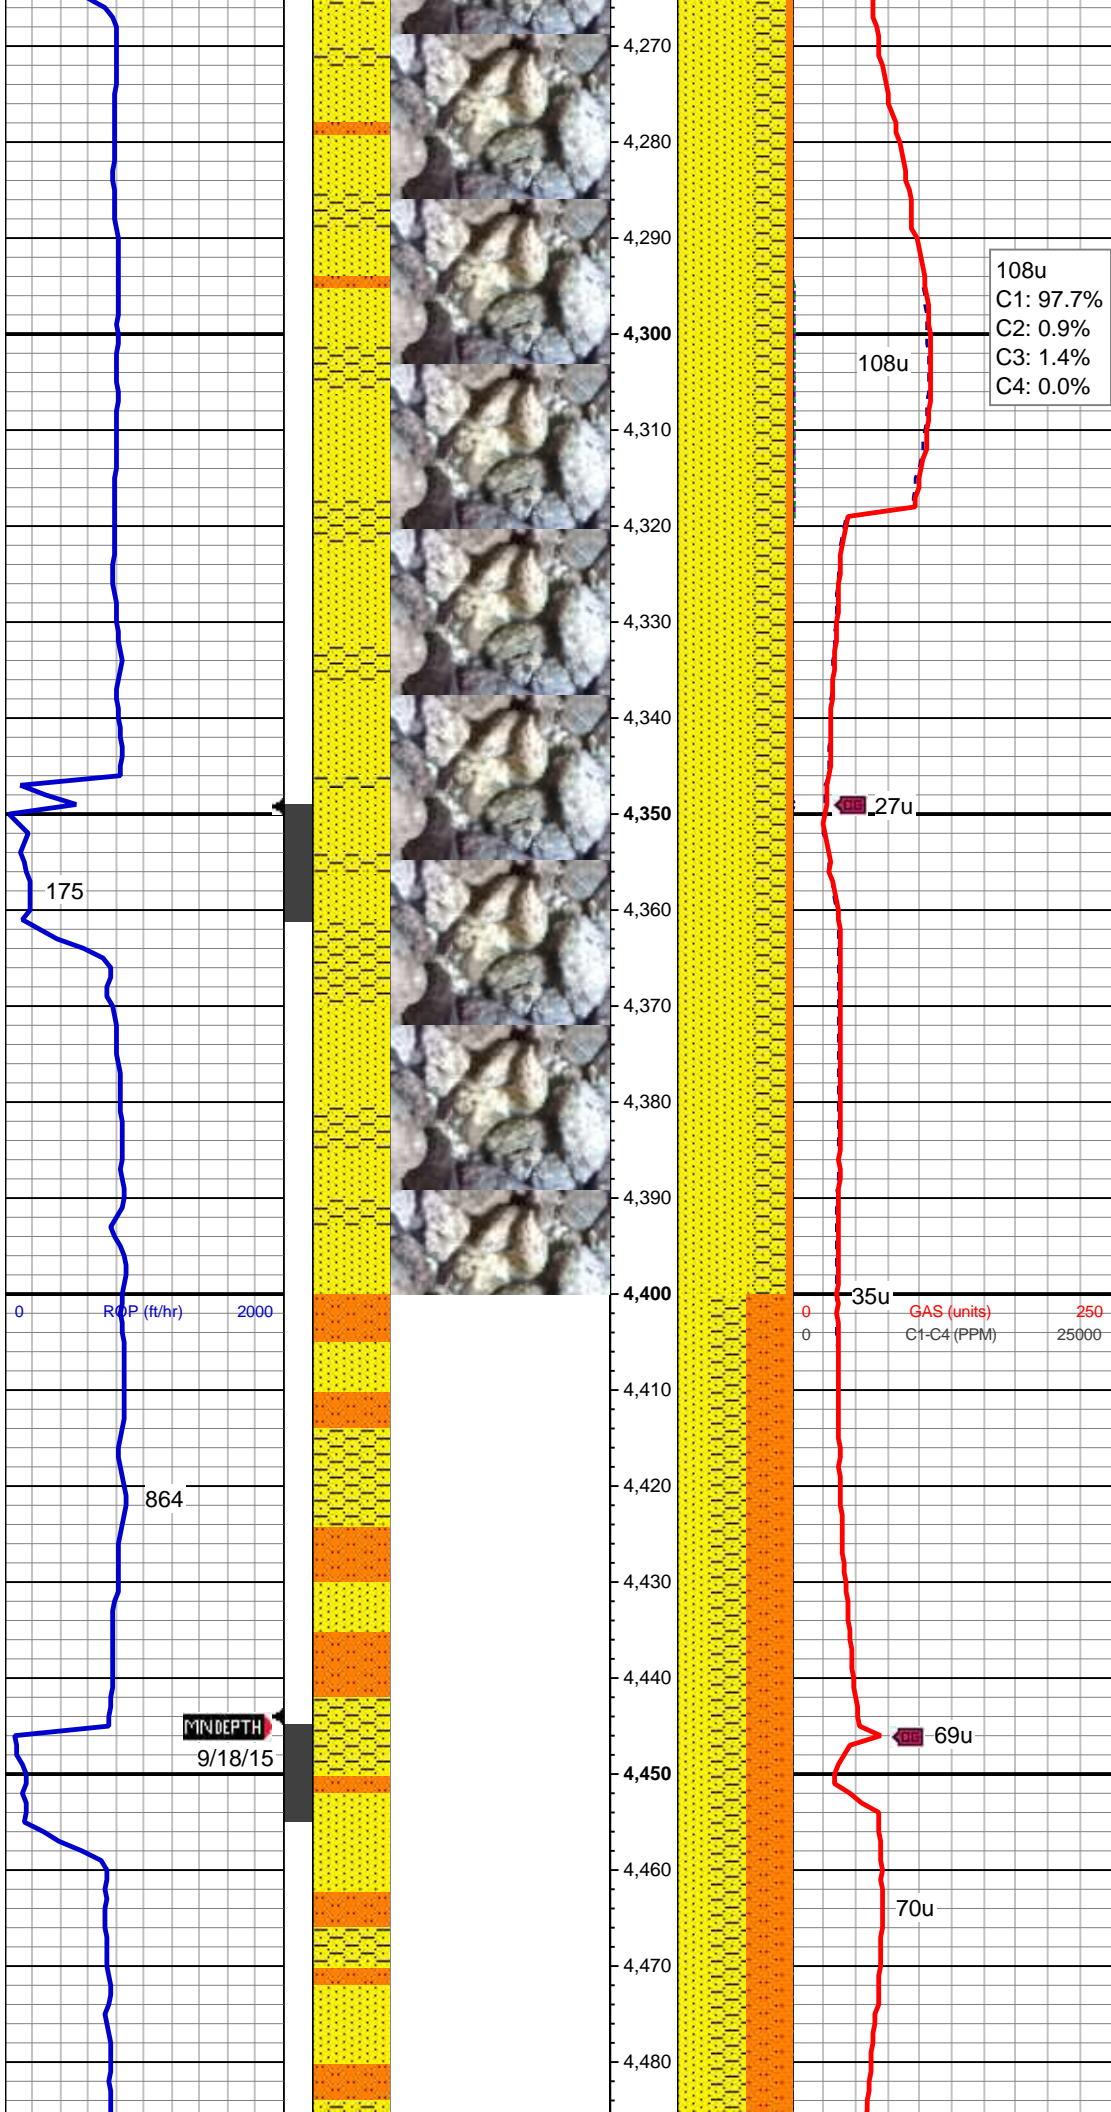 4,270
4,280
4,290
108u
C1: 97.7%
C2: 0.9%
C3: 1.4%
C4: 0.0%
4,300
108u
4,310
4,320
4,330
4,340
CG 27u
4,350
175
4,360
4,370
4,380
4,390
4,400
35u
0 ROP (ft/hr) 2000
0 GAS (units) 250
0 C1-C4 (PPM) 25000
4,410
4,420
864
4,430
4,440
MNDEPTH
CG 69u
9/18/15
4,450
4,460
70u
4,470
4,480